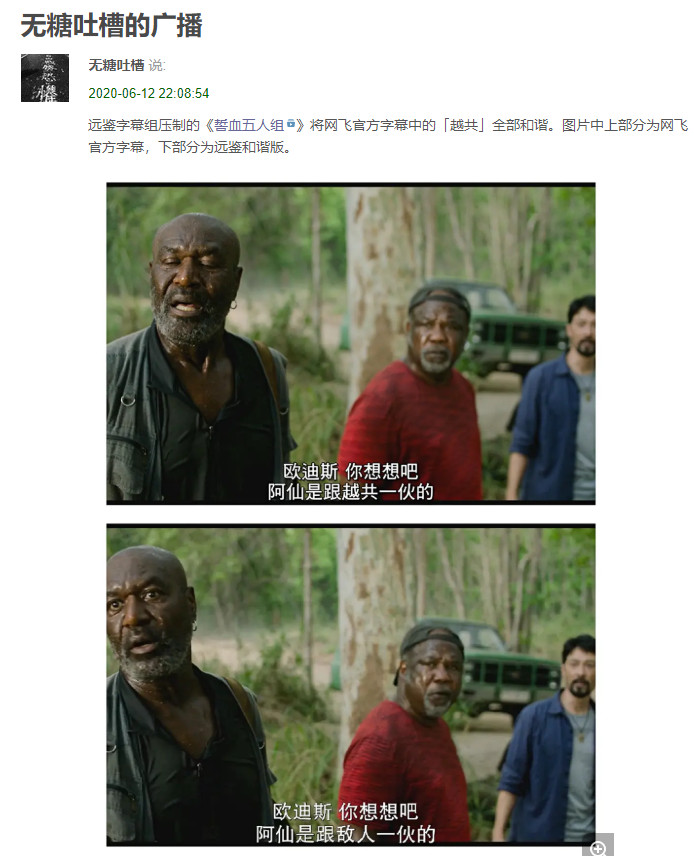 无糖吐槽的广播
无糖吐槽 说:
2020-06-12 22:08:54
远鉴字幕组压制的《誓血五人组》将网飞官方字幕中的「越共」全部和谐。图片中上部分为网飞
官方字幕，下部分为远鉴和谐版。
欧迪斯 你想想吧
阿仙是跟越共一伙的
欧迪斯 你想想吧
阿仙是跟敌人一伙的